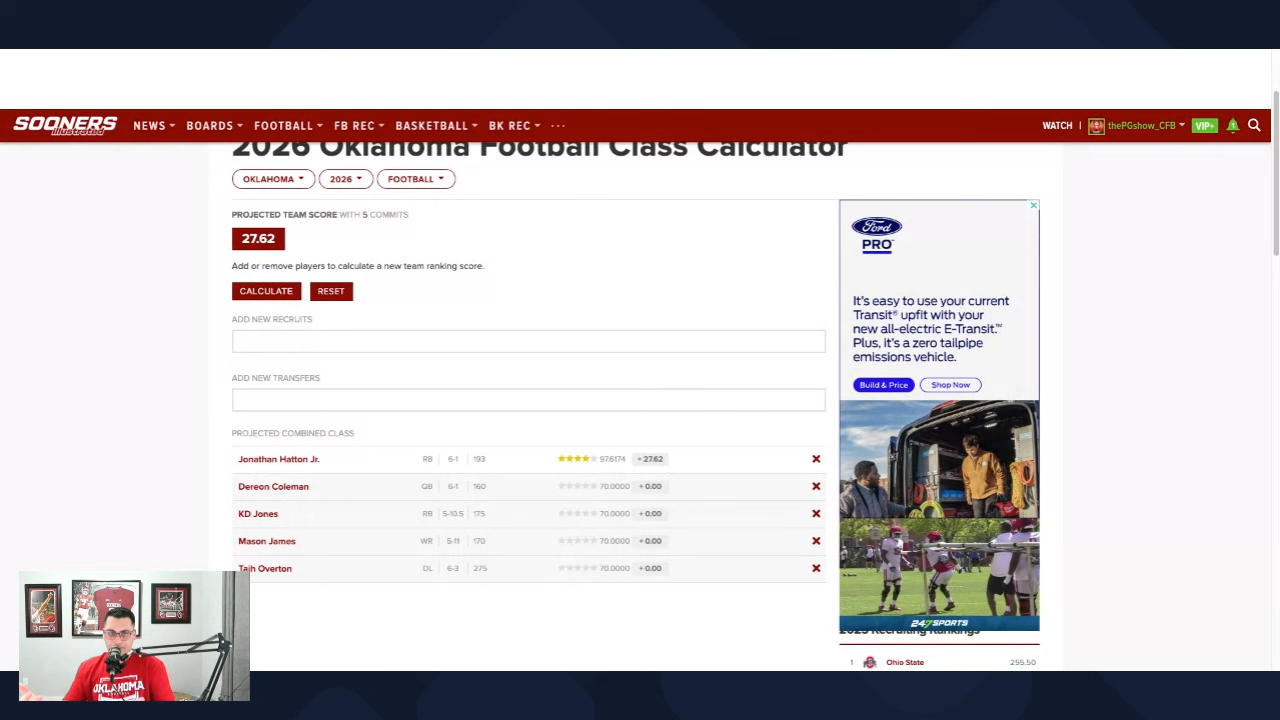 SOONERS
illustrated
NEWS
BOARDS
FOOTBALL
FB REC
BASKETBALL
BK REC
WATCH
thePGshow_CFB
VIP+
2026 Oklahoma Football Class Calculator
OKLAHOMA
2026
FOOTBALL
PROJECTED TEAM SCORE WITH 5 COMMITS
27.62
Add or remove players to calculate a new team ranking score.
CALCULATE
RESET
ADD NEW RECRUITS
ADD NEW TRANSFERS
PROJECTED COMBINED CLASS
Jonathan Hatton Jr. RB 6-1 193 97.6174 + 27.62
Dereon Coleman QB 6-1 160 70.0000 + 0.00
KD Jones RB 5-10.5 175 70.0000 + 0.00
Mason James WR 5-11 170 70.0000 + 0.00
Taih Overton DL 6-3 275 70.0000 + 0.00
Ford
PRO™
It's easy to use your current
Transit® upfit with your
new all-electric E-Transit.™
Plus, it's a zero tailpipe
emissions vehicle.
Build & Price
Shop Now
247SPORTS
Recruiting Rankings
1 Ohio State 255.50
OKLAHOMA